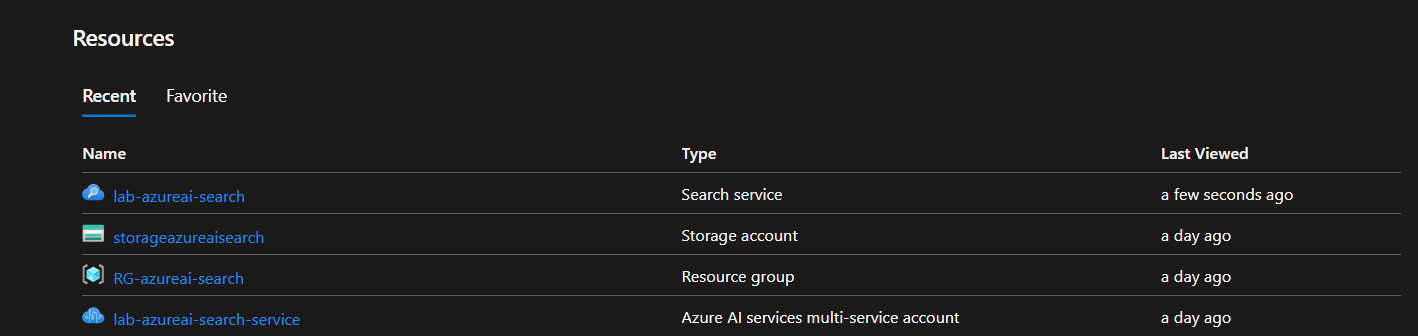 Resources
Recent Favorite
Name Type Last Viewed
lab-azureai-search Search service a few seconds ago
storageazureaisearch Storage account a day ago
RG-azureai-search Resource group a day ago
lab-azureai-search-service Azure AI services multi-service account a day ago